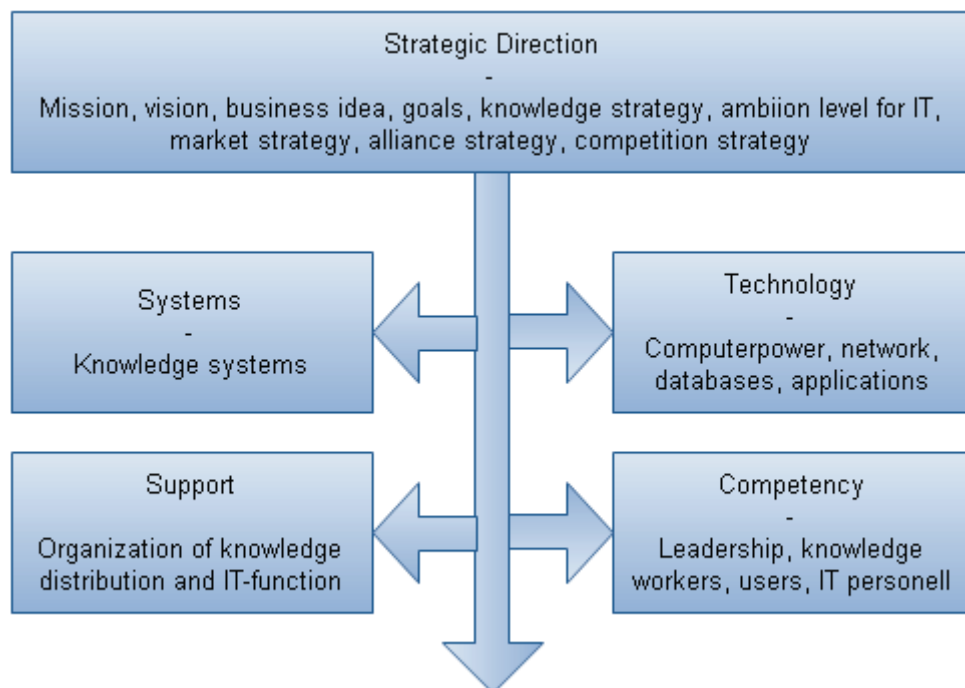 Strategic Direction
-
Mission, vision, business idea, goals, knowledge strategy, ambiion level for IT,
market strategy, alliance strategy, competition strategy
Systems
-
Knowledge systems
Technology
-
Computerpower, network,
databases, applications
Support
Organization of knowledge
distribution and IT-function
Competency
-
Leadership, knowledge
workers, users, IT personell